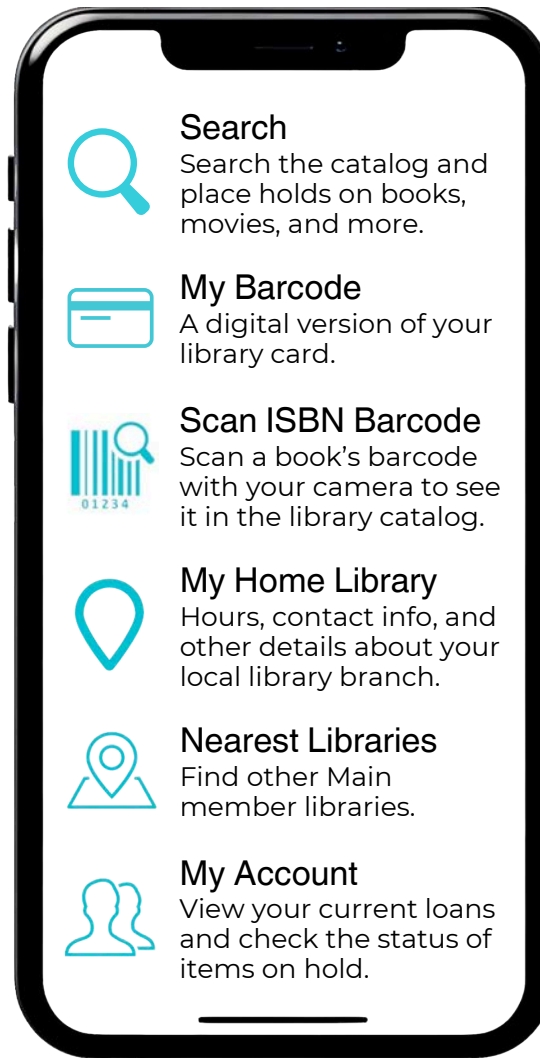 Search
Search the catalog and
place holds on books,
movies, and more.
My Barcode
A digital version of your
library card.
01234
Scan ISBN Barcode
Scan a book’s barcode
with your camera to see
it in the library catalog.
My Home Library
Hours, contact info, and
other details about your
local library branch.
Nearest Libraries
Find other Main
member libraries.
My Account
View your current loans
and check the status of
items on hold.